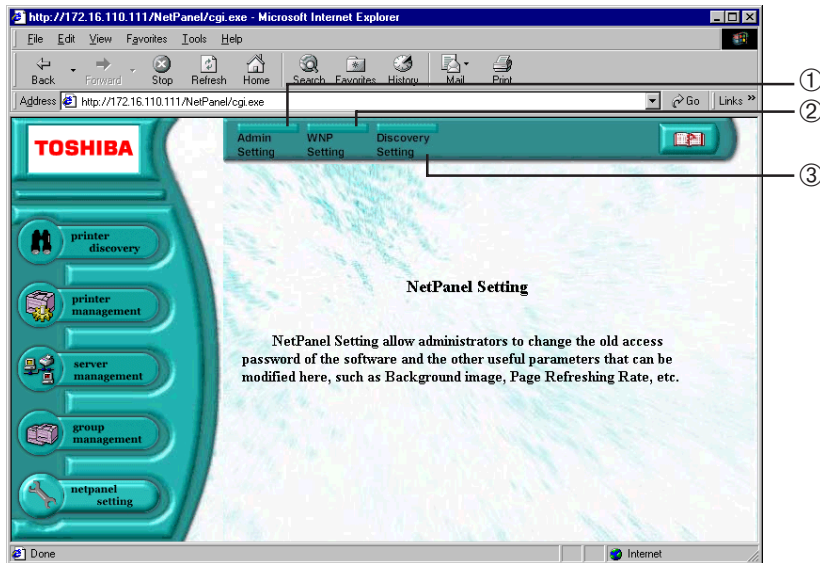 http://172.16.110.111/NetPanel/cgi.exe - Microsoft Internet Explorer
File Edit View Favorites Tools Help
Back Forward Stop Refresh Home Search Favorites History Mail Print
Address http://172.16.110.111/NetPanel/cgi.exe Go Links »
①
②
③
TOSHIBA
Admin Setting
WNP Setting
Discovery Setting
printer discovery
printer management
server management
group management
netpanel setting
NetPanel Setting
NetPanel Setting allow administrators to change the old access
password of the software and the other useful parameters that can be
modified here, such as Background image, Page Refreshing Rate, etc.
Done Internet